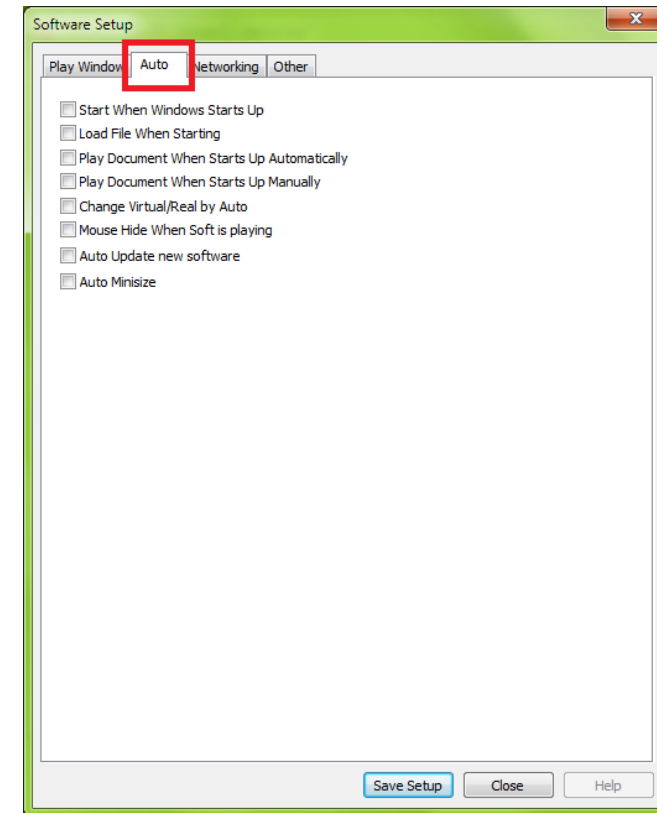 Software Setup
Play Window Auto Networking Other
Start When Windows Starts Up
Load File When Starting
Play Document When Starts Up Automatically
Play Document When Starts Up Manually
Change Virtual/Real by Auto
Mouse Hide When Soft is playing
Auto Update new software
Auto Minisize
Save Setup Close Help